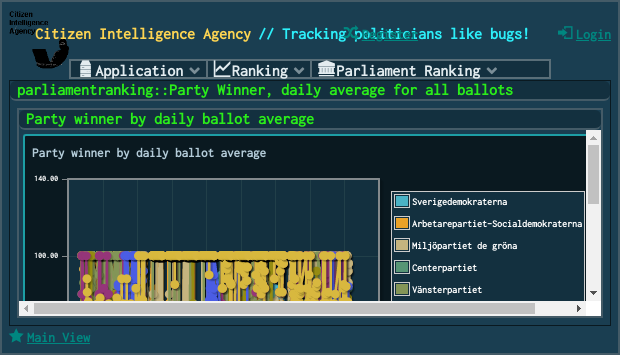 Citizen
Intelligence
Agency
Citizen Intelligence Agency // Tracking politicians like bugs!
Register
Login
Application
Ranking
Parliament Ranking
parliamentranking::Party Winner, daily average for all ballots
Party winner by daily ballot average
Party winner by daily ballot average
140.00
100.00
Sverigedemokraterna
Arbetarepartiet-Socialdemokraterna
Miljöpartiet de gröna
Centerpartiet
Vänsterpartiet
Main View